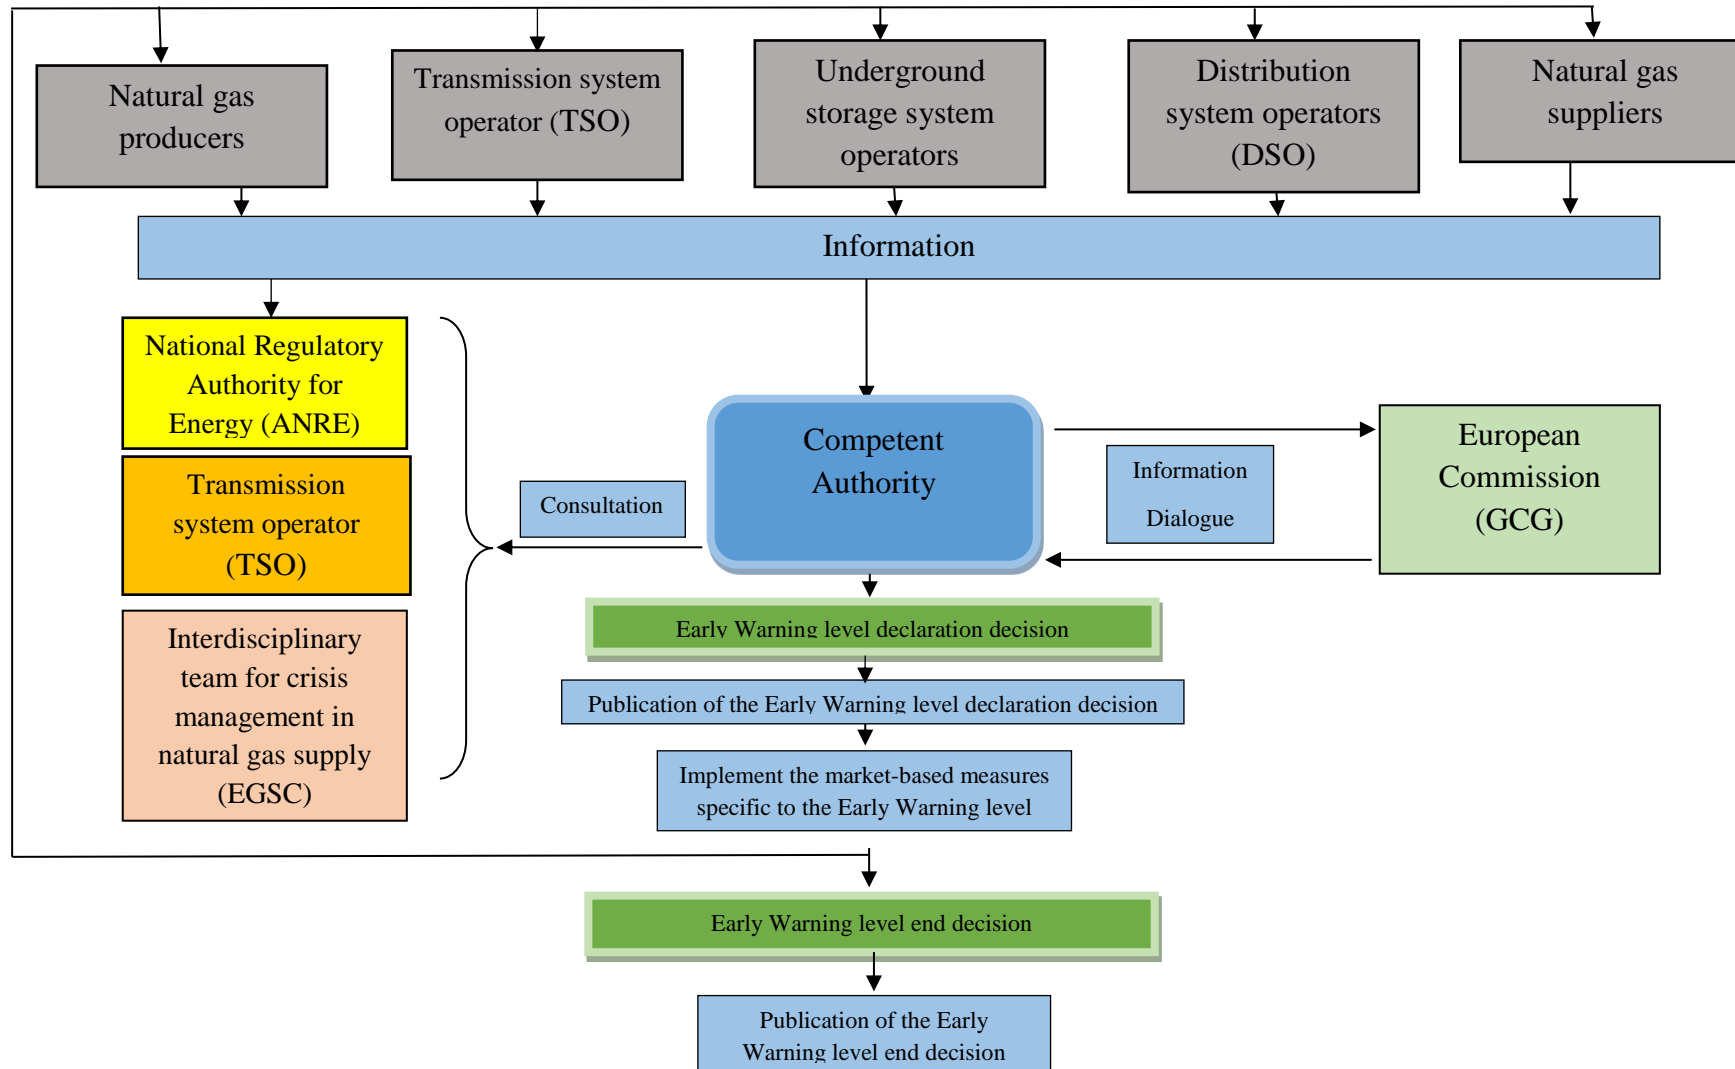 Natural gas
producers
Transmission system
operator (TSO)
Underground
storage system
operators
Distribution
system operators
(DSO)
Natural gas
suppliers
Information
National Regulatory
Authority for
Energy (ANRE)
Transmission
system operator
(TSO)
Interdisciplinary
team for crisis
management in
natural gas supply
(EGSC)
Consultation
Competent
Authority
Information
Dialogue
European
Commission
(GCG)
Early Warning level declaration decision
Publication of the Early Warning level declaration decision
Implement the market-based measures
specific to the Early Warning level
Early Warning level end decision
Publication of the Early
Warning level end decision